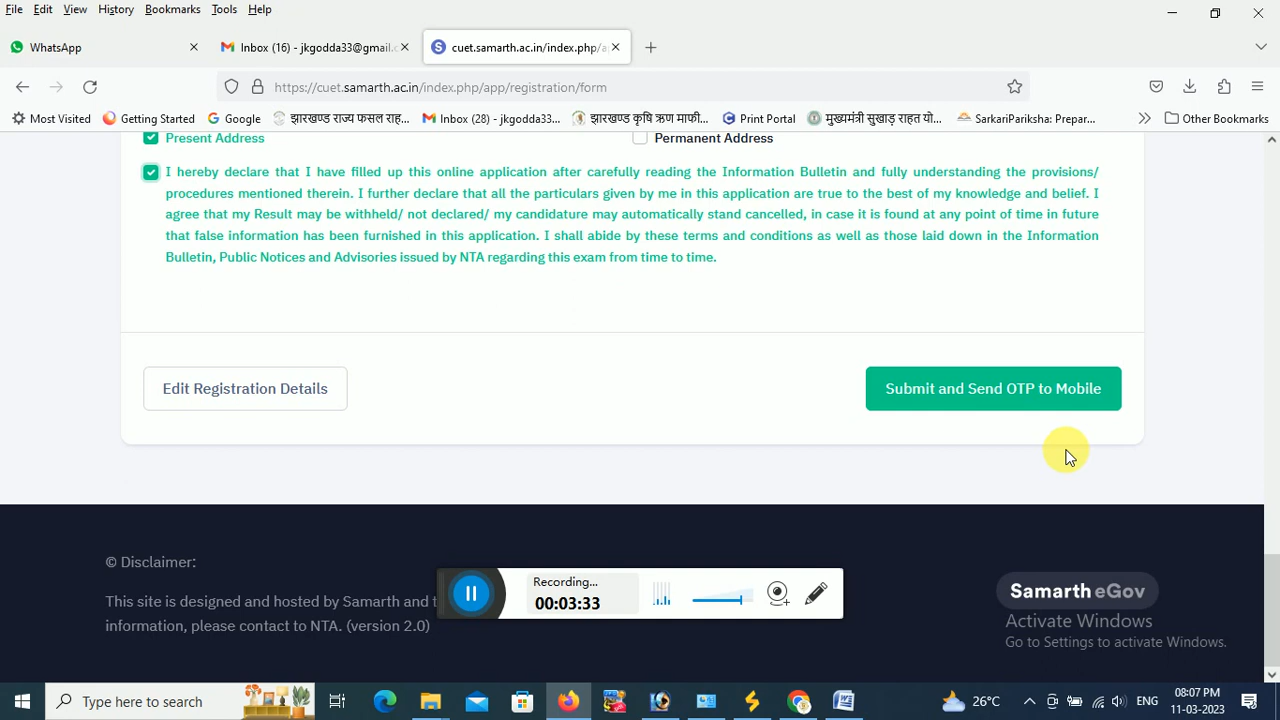 File Edit View History Bookmarks Tools Help
WhatsApp
Inbox (16) - jkgodda33@gmail.c
S cuet.samarth.ac.in/index.php/a
https://cuet.samarth.ac.in/index.php/app/registration/form
Most Visited Getting Started Google झारखण्ड राज्य फसल राह... Inbox (28) - jkgodda33... झारखण्ड कृषि ऋण माफी... Print Portal मुख्यमंत्री सुखाड़ राहत यो... SarkariPariksha: Prepar... Other Bookmarks
Present Address Permanent Address
I hereby declare that I have filled up this online application after carefully reading the Information Bulletin and fully understanding the provisions/
procedures mentioned therein. I further declare that all the particulars given by me in this application are true to the best of my knowledge and belief. I
agree that my Result may be withheld/ not declared/ my candidature may automatically stand cancelled, in case it is found at any point of time in future
that false information has been furnished in this application. I shall abide by these terms and conditions as well as those laid down in the Information
Bulletin, Public Notices and Advisories issued by NTA regarding this exam from time to time.
Edit Registration Details Submit and Send OTP to Mobile
© Disclaimer:
This site is designed and hosted by Samarth and t
information, please contact to NTA. (version 2.0)
Recording...
00:03:33
Samarth eGov
Activate Windows
Go to Settings to activate Windows.
Type here to search
26°C
ENG
08:07 PM
11-03-2023